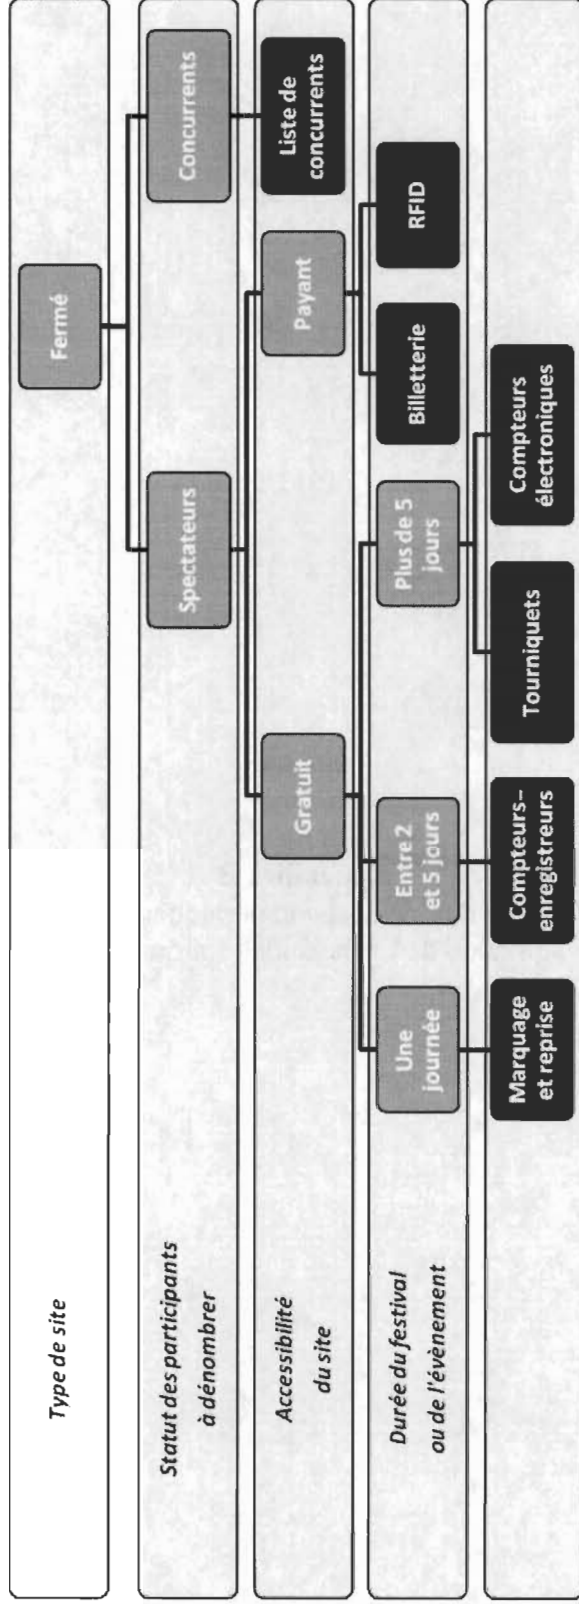 Type de site
Fermé
Statut des participants
à dénombrer
Spectateurs
Concurrents
Accessibilité
du site
Gratuit
Payant
Liste de
concurrents
Durée du festival
ou de l'évènement
Une
journée
Entre 2
et 5 jours
Plus de 5
jours
Billetterie
RFID
Marquage
et reprise
Compteurs–
enregistreurs
Tourniquets
Compteurs
électroniques